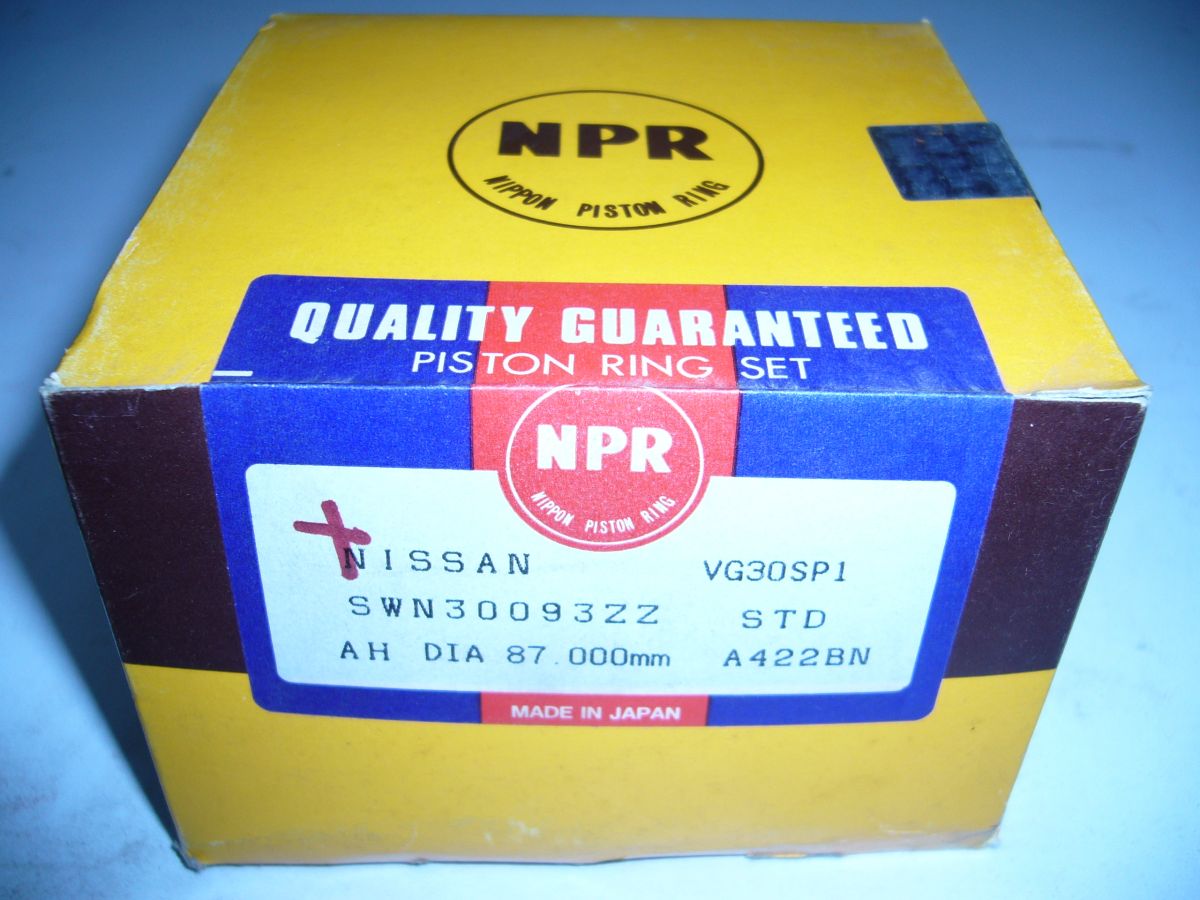 NPR
NIPPON PISTON RING
QUALITY GUARANTEED
PISTON RING SET
NPR
NIPPON PISTON RING
NISSAN VG30SP1
SWN30093ZZ STD
AH DIA 87.000mm A422BN
MADE IN JAPAN